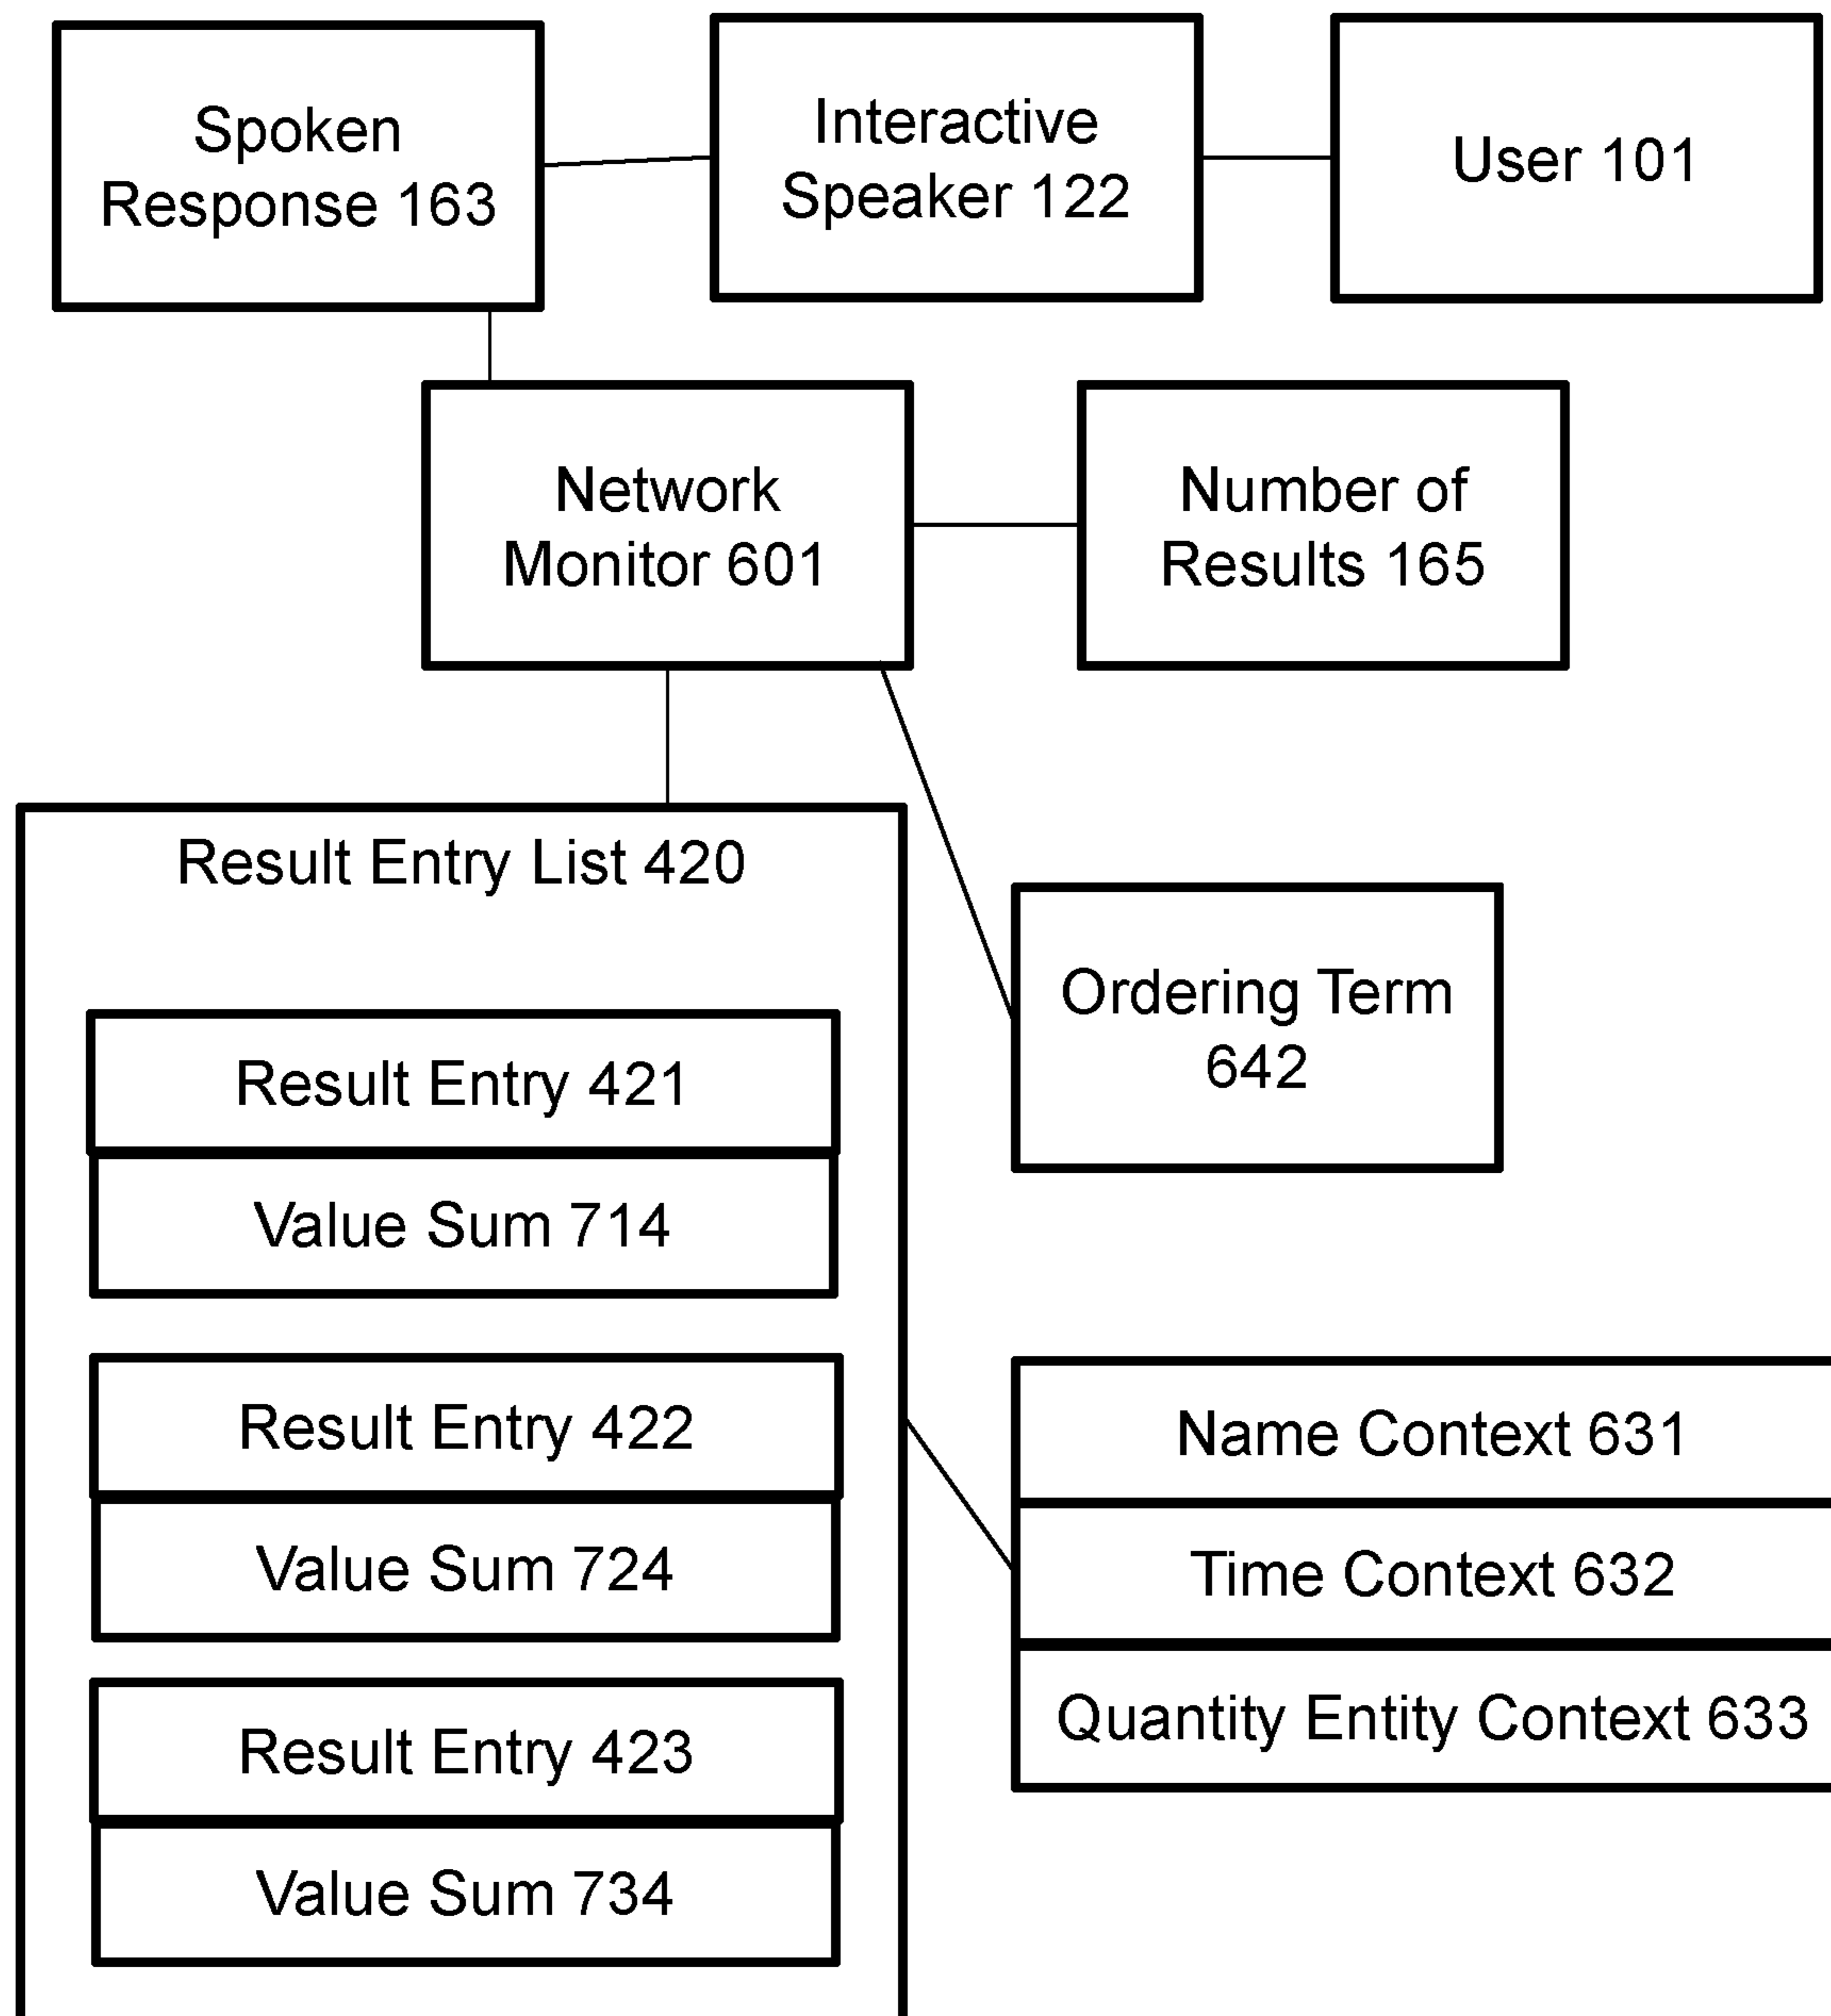 Spoken
Response 163
Interactive
Speaker 122
User 101
Network
Monitor 601
Number of
Results 165
Result Entry List 420
Ordering Term
642
Result Entry 421
Value Sum 714
Result Entry 422
Value Sum 724
Result Entry 423
Value Sum 734
Name Context 631
Time Context 632
Quantity Entity Context 633